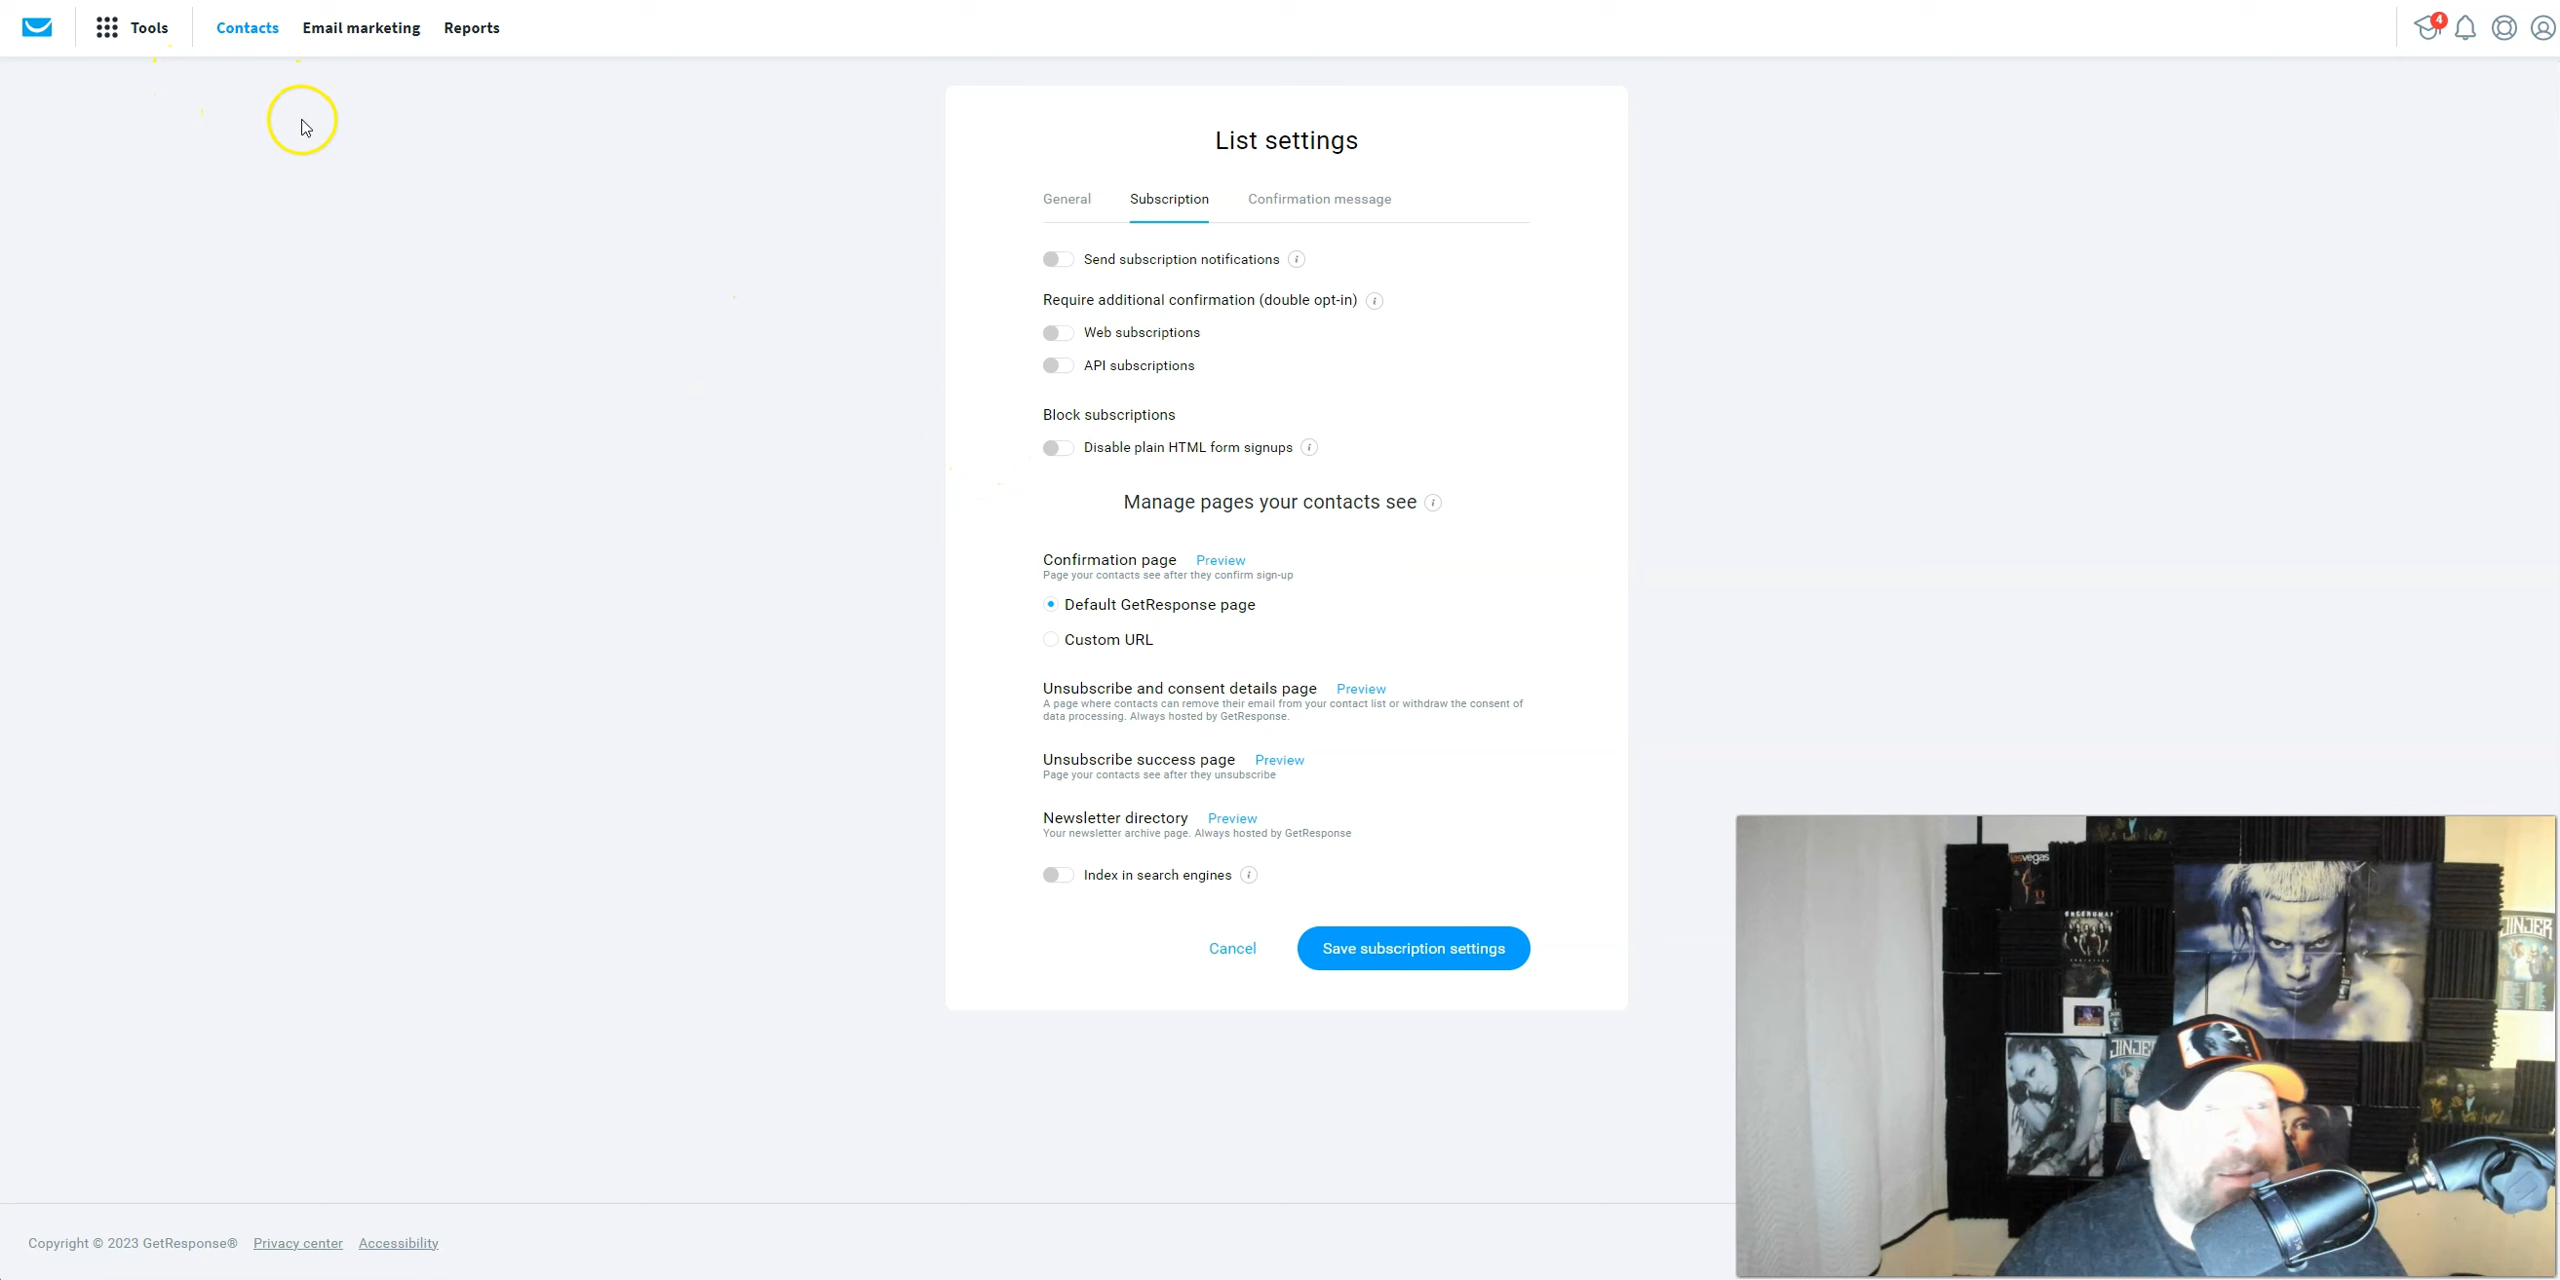 Tools
Contacts
Email marketing
Reports
4
List settings
General
Subscription
Confirmation message
Send subscription notifications
Require additional confirmation (double opt-in)
Web subscriptions
API subscriptions
Block subscriptions
Disable plain HTML form signups
Manage pages your contacts see
Confirmation page Preview
Page your contacts see after they confirm sign-up
Default GetResponse page
Custom URL
Unsubscribe and consent details page Preview
A page where contacts can remove their email from your contact list or withdraw the consent of
data processing. Always hosted by GetResponse.
Unsubscribe success page Preview
Page your contacts see after they unsubscribe
Newsletter directory Preview
Your newsletter archive page. Always hosted by GetResponse
Index in search engines
Cancel
Save subscription settings
JINJER
Copyright © 2023 GetResponse® Privacy center Accessibility